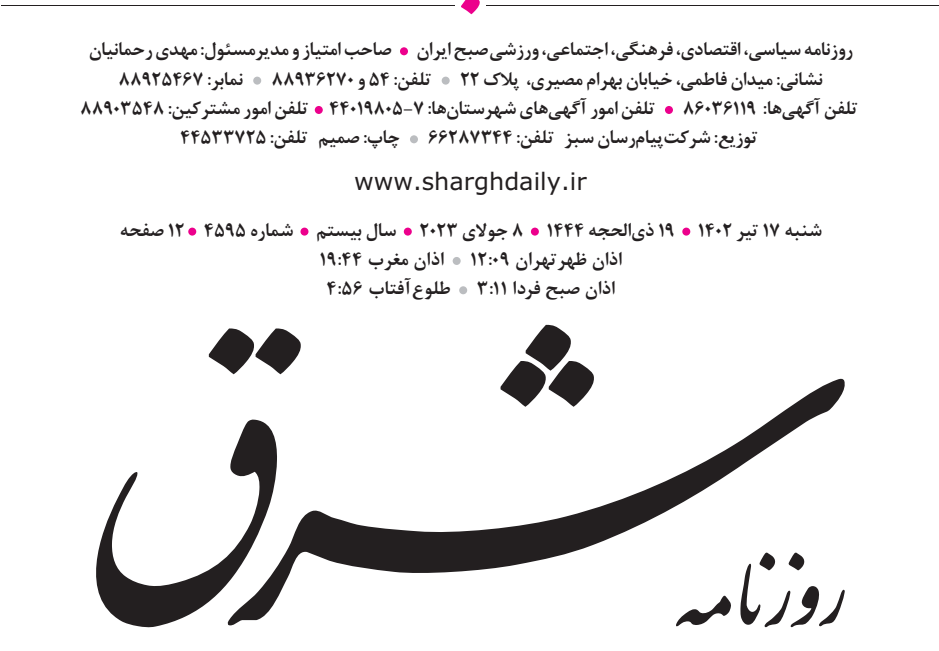 روزنامه سیاسی، اقتصادی، فرهنگی، اجتماعی، ورزشی صبح ایران • صاحب امتیاز و مدیرمسئول: مهدی رحمانیان
نشانی: میدان فاطمی، خیابان بهرام مصیری، پلاک ۲۲ • تلفن: ۵۴ و ۸۸۹۳۶۲۷۰ • نمابر: ۸۸۹۲۵۴۶۷
تلفن آگهی‌ها: ۸۶۰۳۶۱۱۹ • تلفن امور آگهی‌های شهرستان‌ها: ۷-۴۴۰۱۹۸۰۵ • تلفن امور مشترکین: ۸۸۹۰۳۵۴۸
توزیع: شرکت پیام‌رسان سبز تلفن: ۶۶۲۸۷۳۴۴ • چاپ: صمیم تلفن: ۴۴۵۳۳۷۲۵
www.sharghdaily.ir
شنبه ۱۷ تیر ۱۴۰۲ • ۱۹ ذی‌الحجه ۱۴۴۴ • ۸ جولای ۲۰۲۳ • سال بیستم • شماره ۴۵۹۵ • ۱۲ صفحه
اذان ظهر تهران ۱۲:۰۹ • اذان مغرب ۱۹:۴۴
اذان صبح فردا ۳:۱۱ • طلوع آفتاب ۴:۵۶
روزنامه شرق